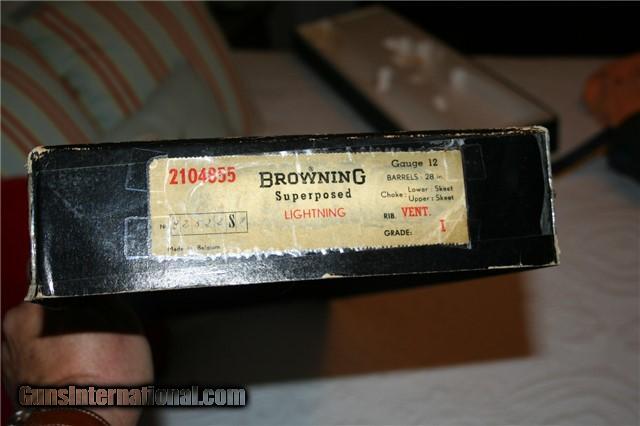 2104855
BROWNING
Superposed
LIGHTNING
Made in Belgium
Gauge 12
BARRELS: 28 in.
Choke: Lower: Skeet
Upper: Skeet
RIB. VENT.
GRADE: I
GunsInternational.com